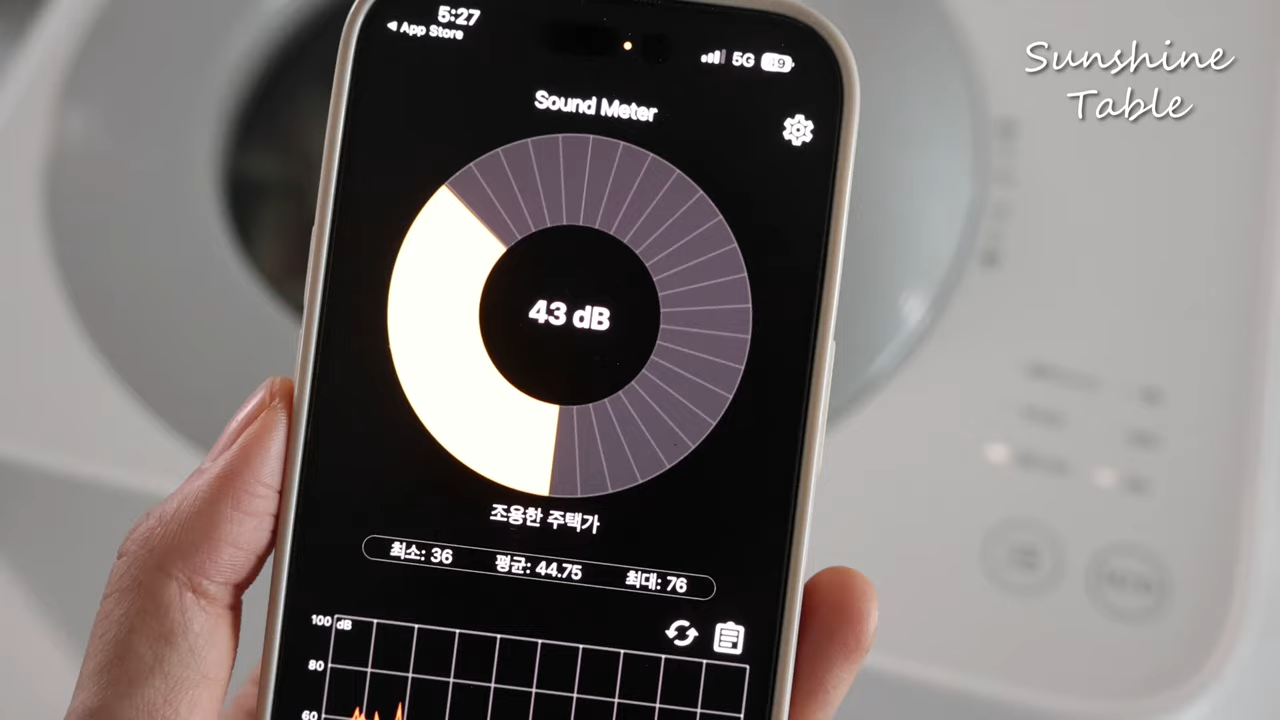 5:27
◀ App Store
5G
Sunshine
Table
Sound Meter
43 dB
조용한 주택가
최소: 36 평균: 44.75 최대: 76
100 dB
80
60